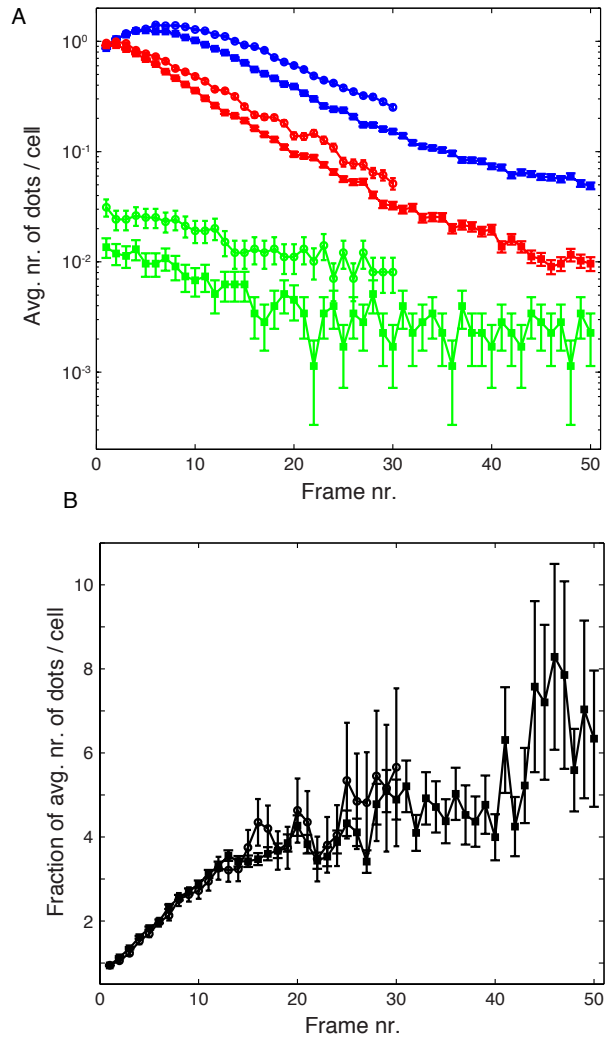 A
Avg. nr. of dots / cell
10^0
10^-1
10^-2
10^-3
0 10 20 30 40 50
Frame nr.
B
Fraction of avg. nr. of dots / cell
10
8
6
4
2
0 10 20 30 40 50
Frame nr.